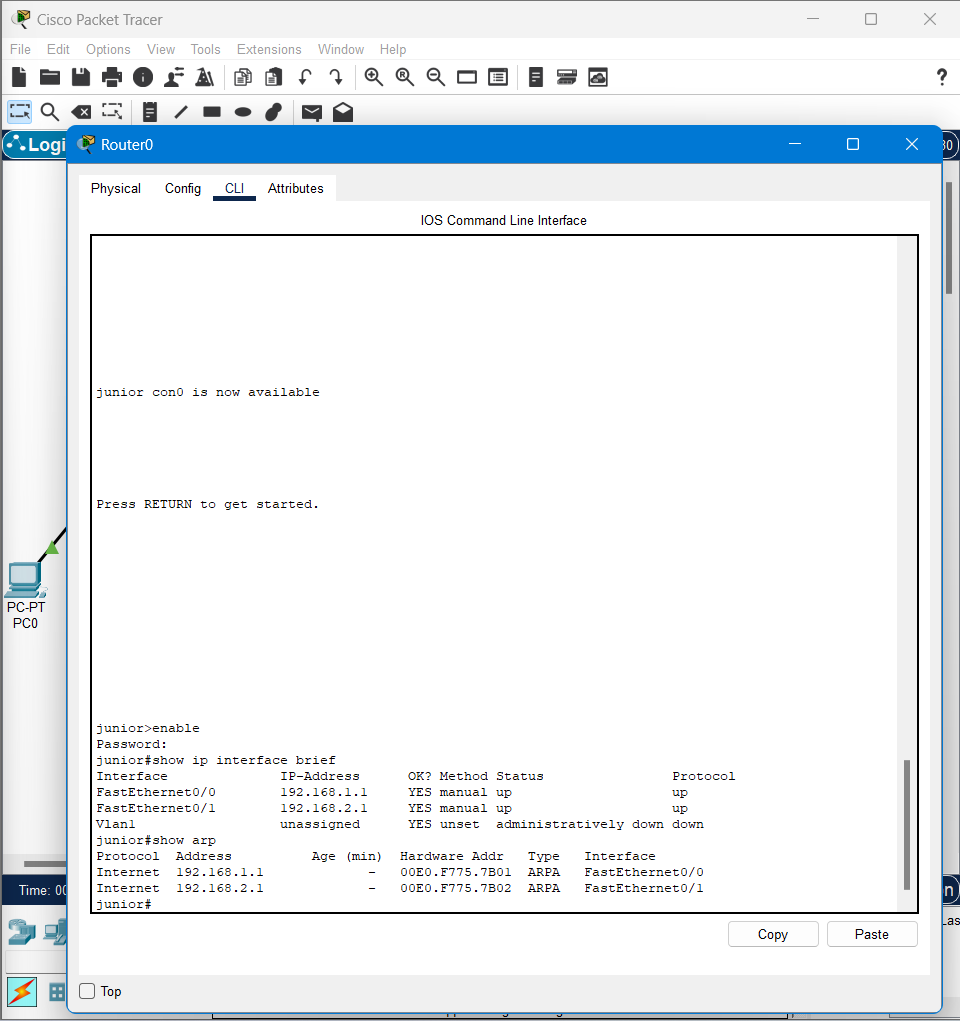 Cisco Packet Tracer
File Edit Options View Tools Extensions Window Help
?
Logi
Router0
Physical Config CLI Attributes
IOS Command Line Interface
junior con0 is now available
Press RETURN to get started.
PC-PT
PC0
junior>enable
Password:
junior#show ip interface brief
Interface IP-Address OK? Method Status Protocol
FastEthernet0/0 192.168.1.1 YES manual up up
FastEthernet0/1 192.168.2.1 YES manual up up
Vlan1 unassigned YES unset administratively down down
junior#show arp
Protocol Address Age (min) Hardware Addr Type Interface
Internet 192.168.1.1 - 00E0.F775.7B01 ARPA FastEthernet0/0
Internet 192.168.2.1 - 00E0.F775.7B02 ARPA FastEthernet0/1
junior#
Time: 00
Las
Copy Paste
Top